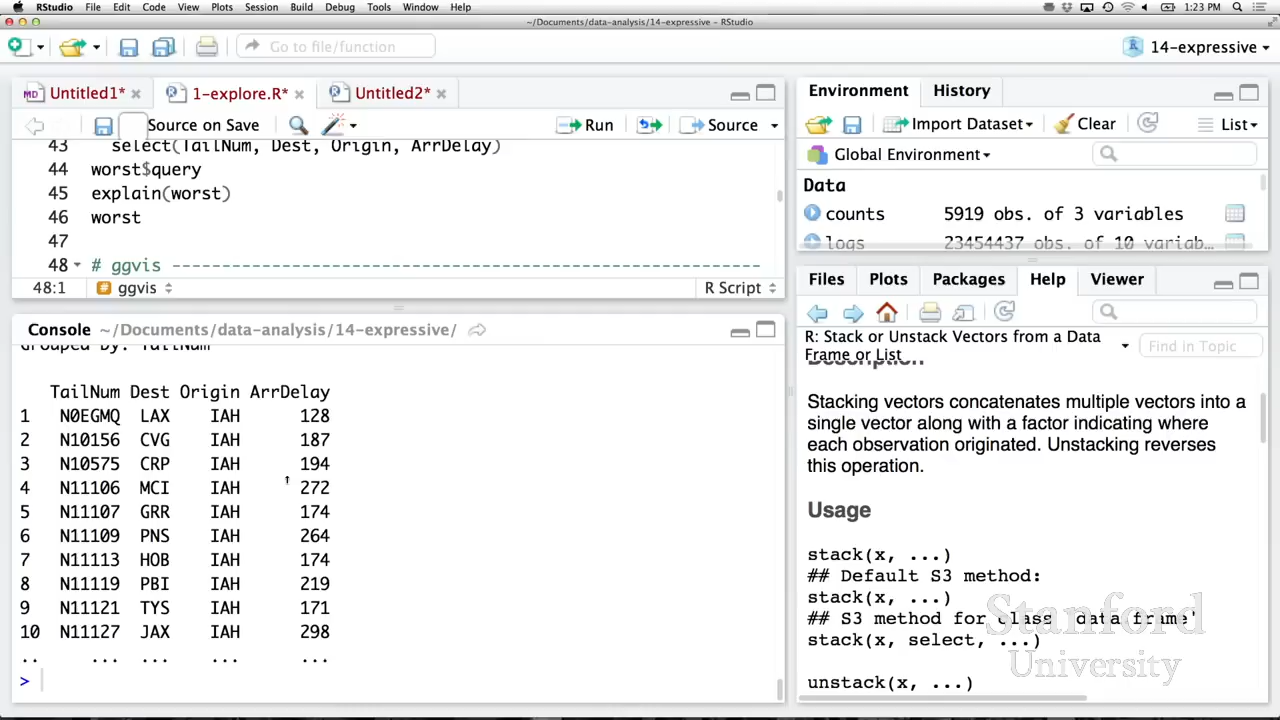 RStudio File Edit Code View Plots Session Build Debug Tools Window Help 1:23 PM
~/Documents/data-analysis/14-expressive - RStudio
Go to file/function 14-expressive
Untitled1* 1-explore.R* Untitled2*
Source on Save Run Source
43 select(TailNum, Dest, Origin, ArrDelay)
44 worst$query
45 explain(worst)
46 worst
47
48 # ggvis -----------------------------------------------------------
48:1 ggvis R Script
Console ~/Documents/data-analysis/14-expressive/
Grouped by: TailNum
TailNum Dest Origin ArrDelay
1 N0EGMQ LAX IAH 128
2 N10156 CVG IAH 187
3 N10575 CRP IAH 194
4 N11106 MCI IAH 272
5 N11107 GRR IAH 174
6 N11109 PNS IAH 264
7 N11113 HOB IAH 174
8 N11119 PBI IAH 219
9 N11121 TYS IAH 171
10 N11127 JAX IAH 298
.. ... ... ... ...
>
Environment History
Import Dataset Clear List
Global Environment
Data
counts 5919 obs. of 3 variables
logs 23454437 obs. of 10 variab…
Files Plots Packages Help Viewer
R: Stack or Unstack Vectors from a Data
Frame or List Find in Topic
Description
Stacking vectors concatenates multiple vectors into a
single vector along with a factor indicating where
each observation originated. Unstacking reverses
this operation.
Usage
stack(x, ...)
## Default S3 method:
stack(x, ...)
## S3 method for class 'data.frame'
stack(x, select, ...)
unstack(x, ...)
Stanford
University